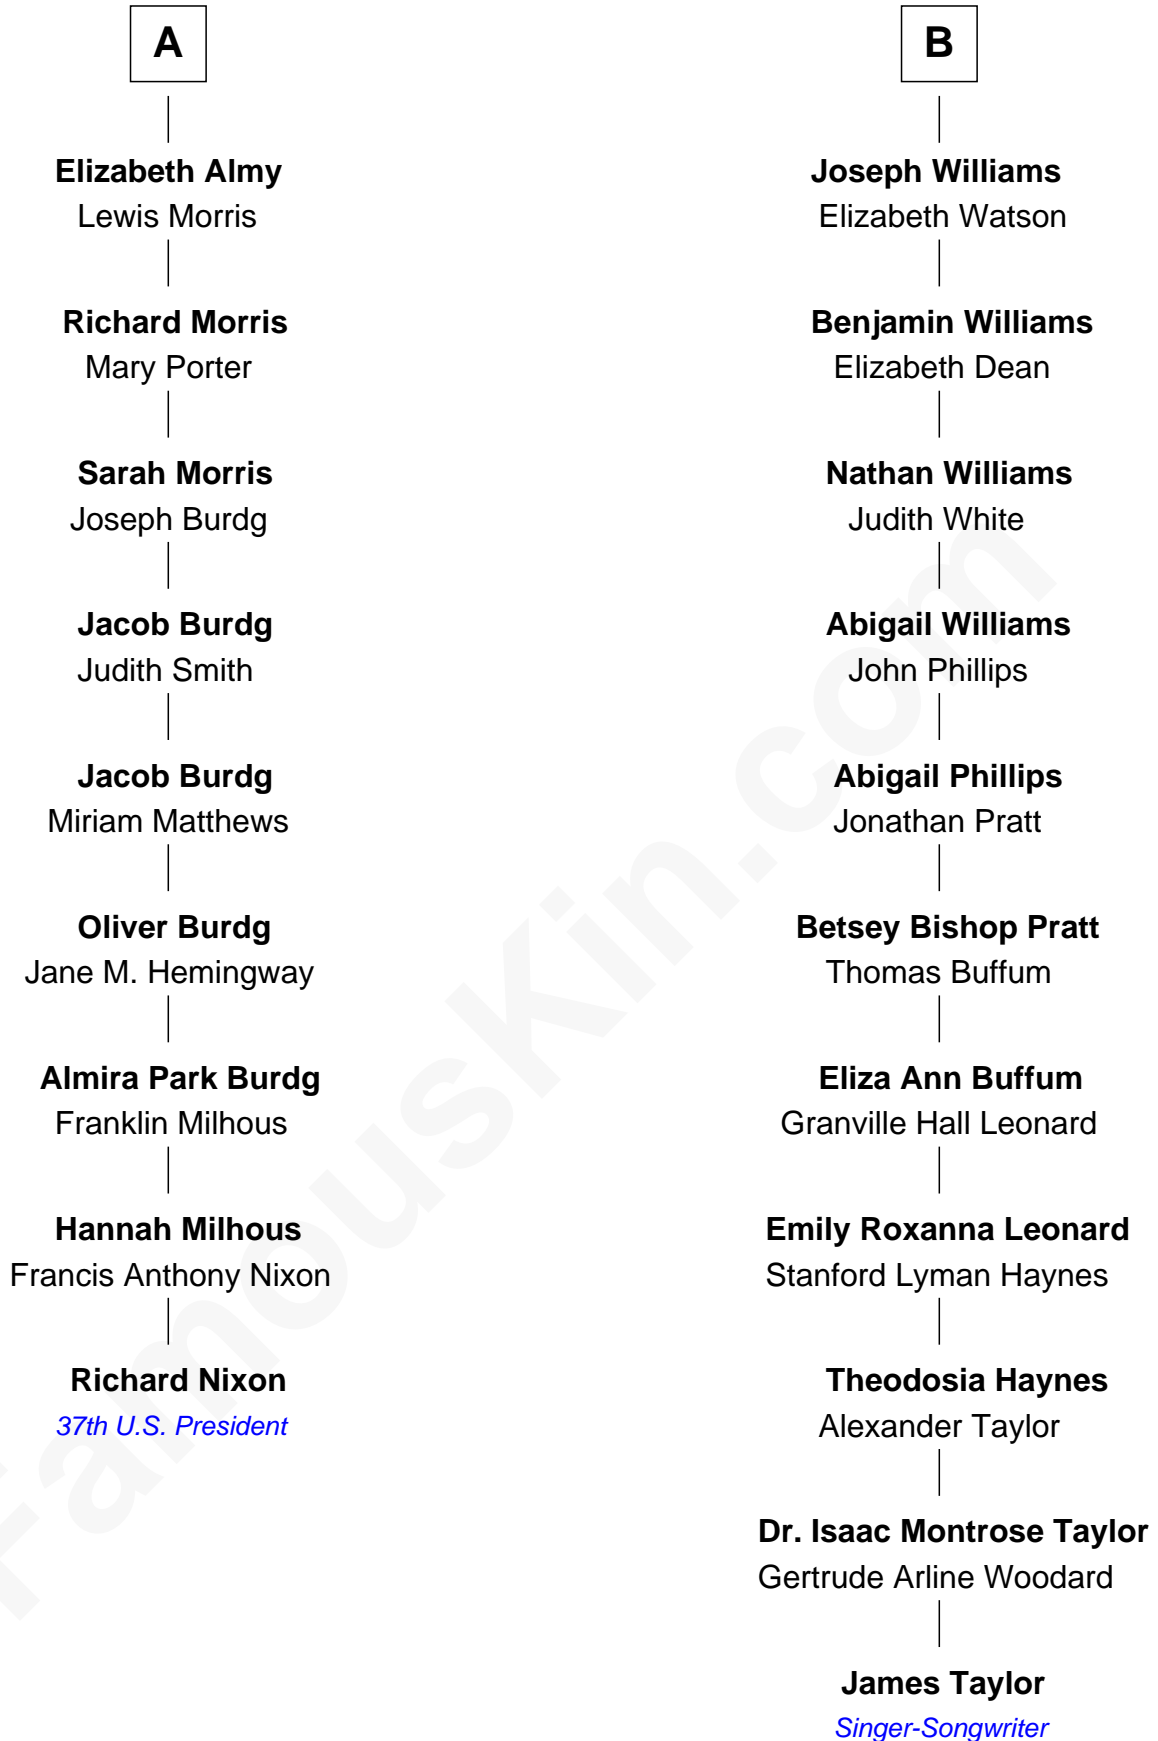 A
Elizabeth Almy
Lewis Morris
Richard Morris
Mary Porter
Sarah Morris
Joseph Burdg
Jacob Burdg
Judith Smith
Jacob Burdg
Miriam Matthews
Oliver Burdg
Jane M. Hemingway
Almira Park Burdg
Franklin Milhous
Hannah Milhous
Francis Anthony Nixon
Richard Nixon
37th U.S. President
B
Joseph Williams
Elizabeth Watson
Benjamin Williams
Elizabeth Dean
Nathan Williams
Judith White
Abigail Williams
John Phillips
Abigail Phillips
Jonathan Pratt
Betsey Bishop Pratt
Thomas Buffum
Eliza Ann Buffum
Granville Hall Leonard
Emily Roxanna Leonard
Stanford Lyman Haynes
Theodosia Haynes
Alexander Taylor
Dr. Isaac Montrose Taylor
Gertrude Arline Woodard
James Taylor
Singer-Songwriter
FamousKin.com